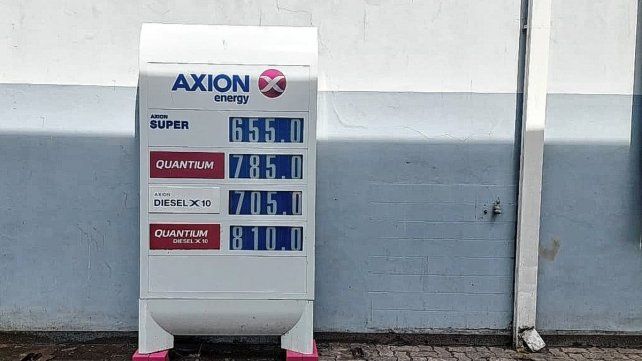 AXION X
energy
AXION
SUPER 655.0
QUANTIUM 785.0
AXION
DIESEL X 10 705.0
QUANTIUM
DIESEL X 10 810.0